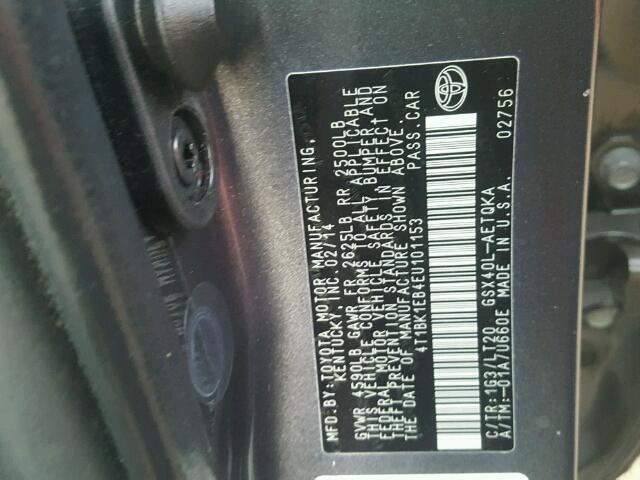 MFD.BY:TOYOTA MOTOR MANUFACTURING,
KENTUCKY, INC 02/14
GVWR 4590LB GAWR FR 2625LB RR 2500LB
THIS VEHICLE CONFORMS TO ALL APPLICABLE
FEDERAL MOTOR VEHICLE SAFETY, BUMPER AND
THEFT PREVENTION STANDARDS IN EFFECT ON
THE DATE OF MANUFACTURE SHOWN ABOVE.
4T1BK1EB4EU101153 PASS.CAR
C/TR:1G3/LT20 GSX40L-AETQKA
A/TM:-01A/U660E MADE IN U.S.A.
02756